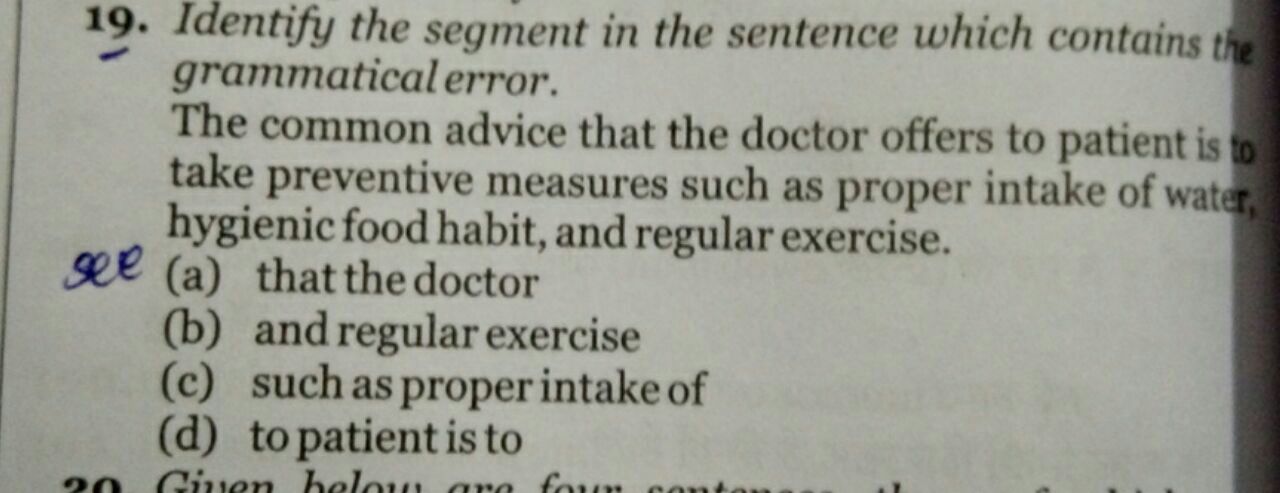 19. Identify the segment in the sentence which contains the
grammatical error.
The common advice that the doctor offers to patient is to
take preventive measures such as proper intake of water,
hygienic food habit, and regular exercise.
see (a) that the doctor
(b) and regular exercise
(c) such as proper intake of
(d) to patient is to
20. Given below are four sentences